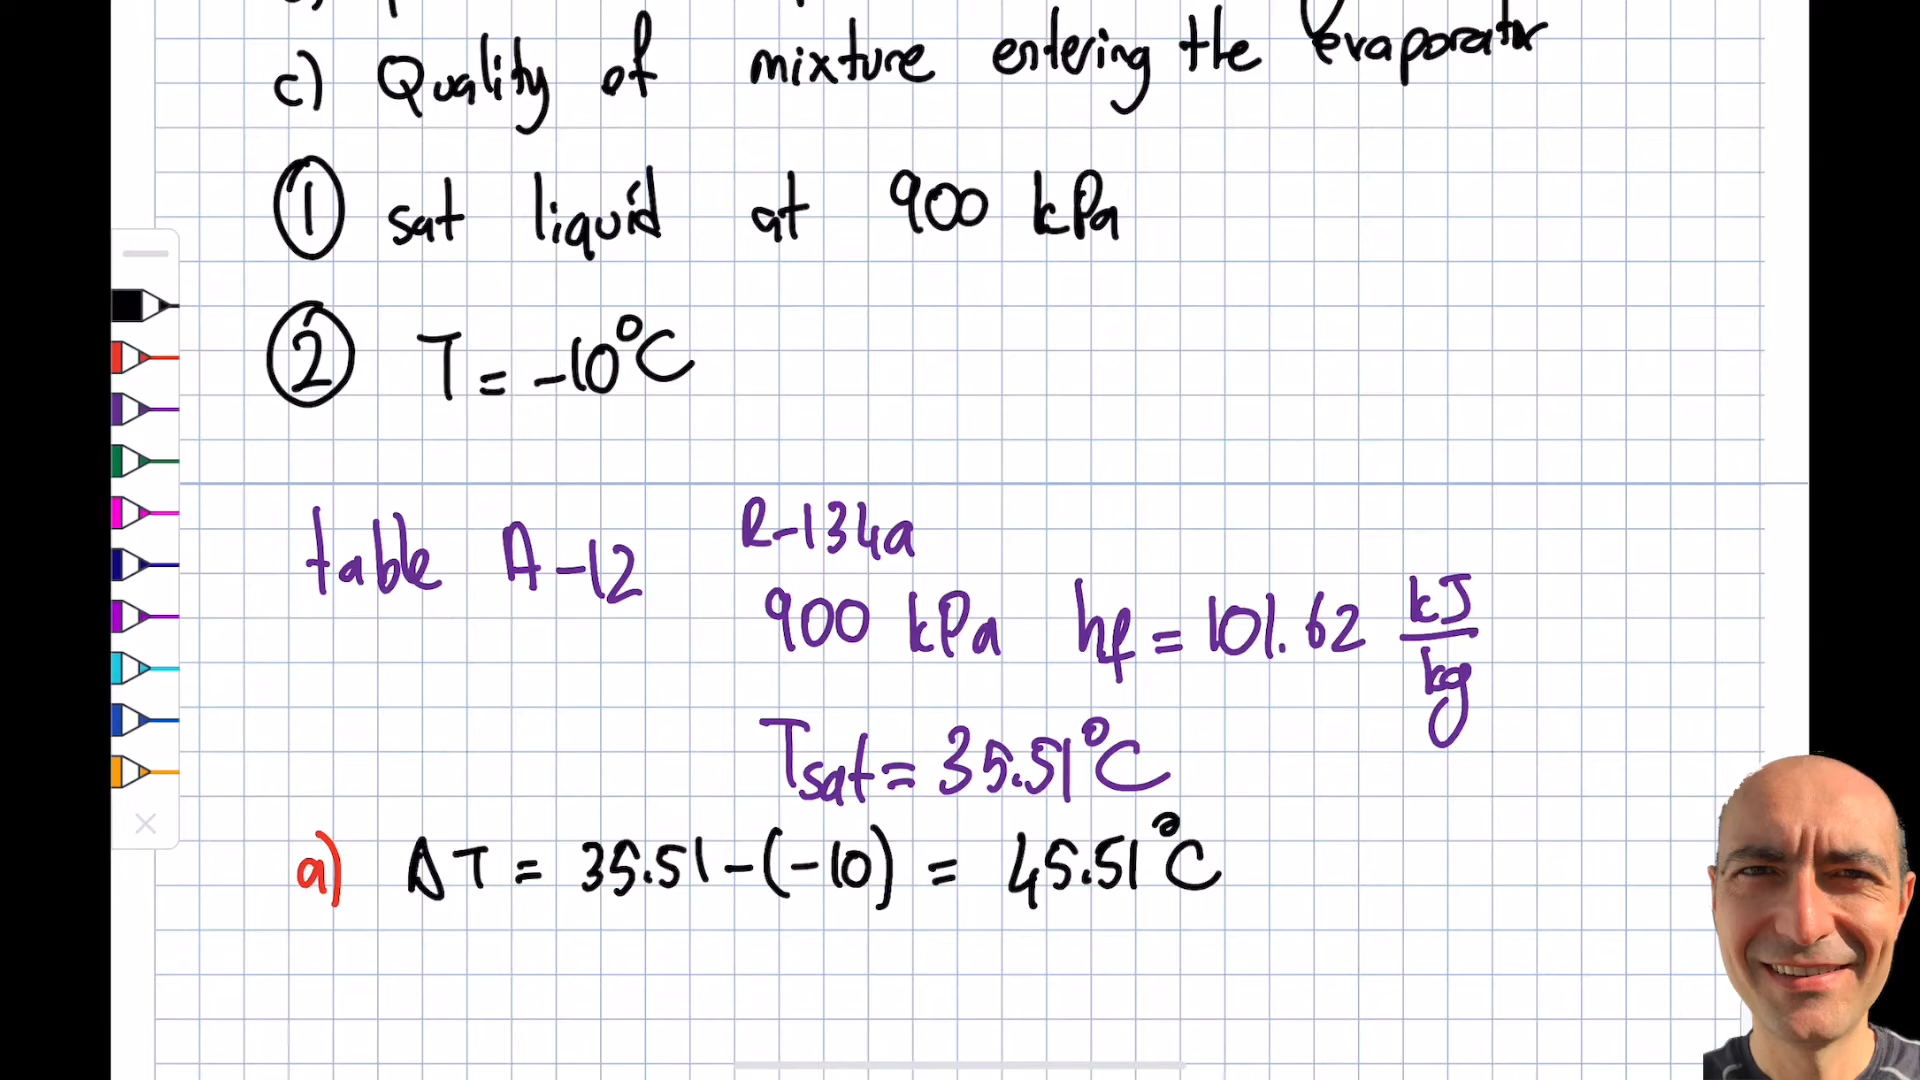 c) Quality of mixture entering the evaporator
① sat liquid at 900 kPa
② T = -10°C
table A-12 R-134a
900 kPa hf = 101.62 kJ/kg
Tsat = 35.51°C
a) ΔT = 35.51-(-10) = 45.51°C